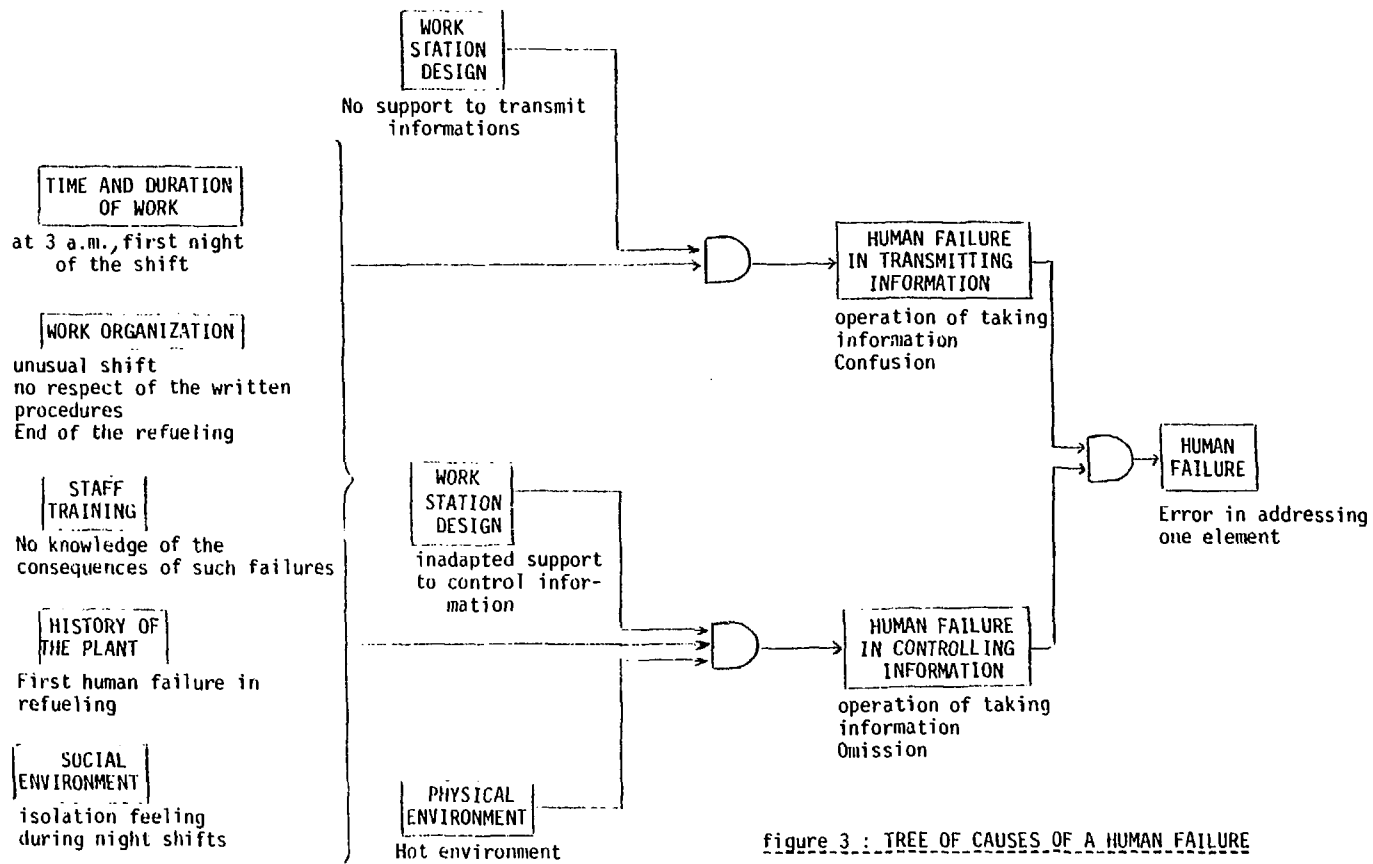 WORK
STATION
DESIGN
No support to transmit
informations
TIME AND DURATION
OF WORK
at 3 a.m., first night
of the shift
WORK ORGANIZATION
unusual shift
no respect of the written
procedures
End of the refueling
STAFF
TRAINING
No knowledge of the
consequences of such failures
HISTORY OF
THE PLANT
First human failure in
refueling
SOCIAL
ENVIRONMENT
isolation feeling
during night shifts
WORK
STATION
DESIGN
inadapted support
to control infor-
mation
PHYSICAL
ENVIRONMENT
Hot environment
HUMAN FAILURE
IN TRANSMITTING
INFORMATION
operation of taking
information
Confusion
HUMAN FAILURE
IN CONTROLLING
INFORMATION
operation of taking
information
Omission
HUMAN
FAILURE
Error in addressing
one element
figure 3 : TREE OF CAUSES OF A HUMAN FAILURE